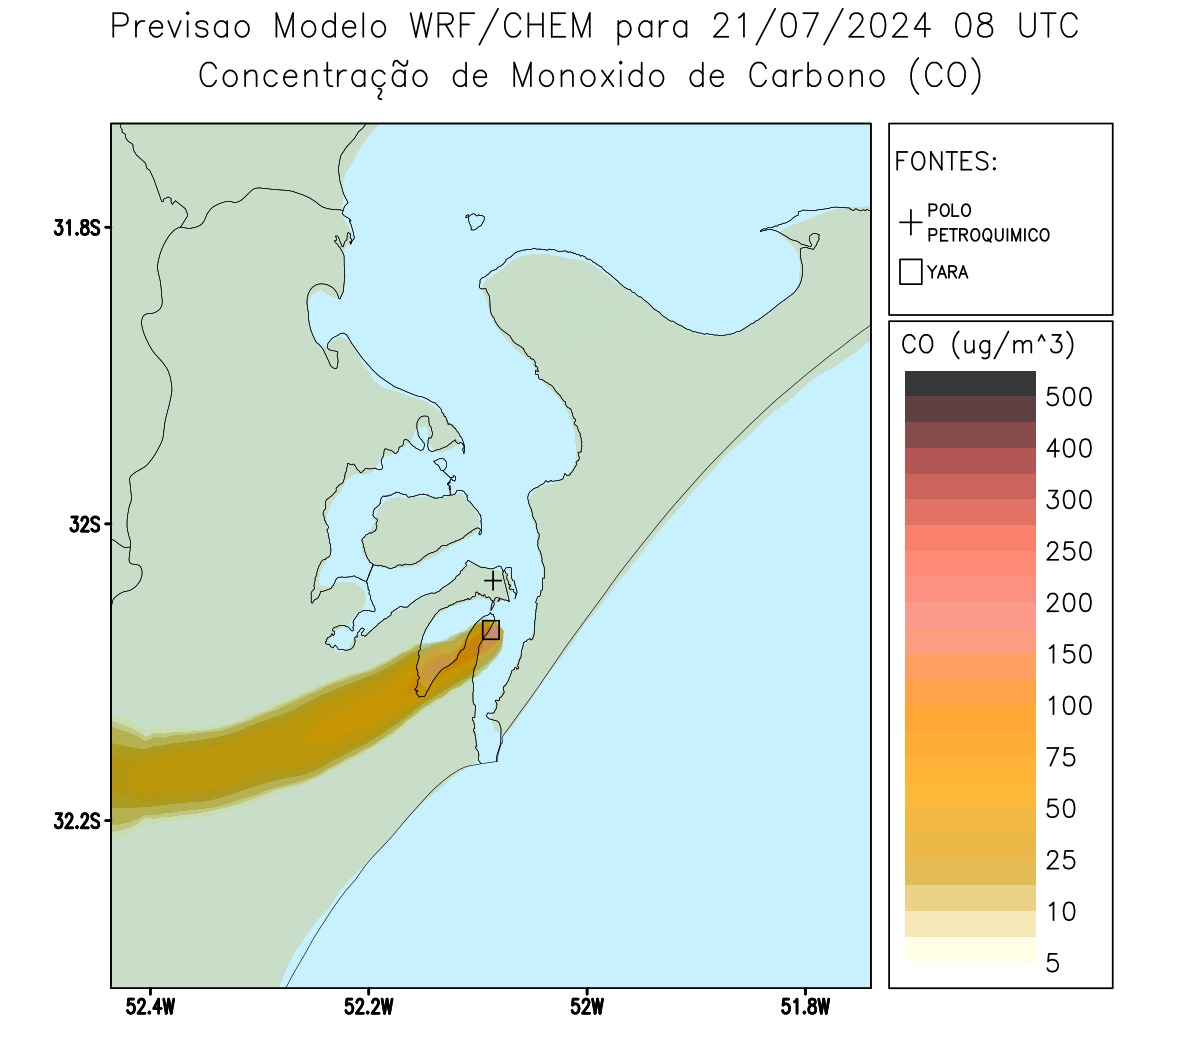 Previsao Modelo WRF/CHEM para 21/07/2024 08 UTC
Concentração de Monoxido de Carbono (CO)
FONTES:
POLO
PETROQUIMICO
YARA
CO (ug/m^3)
500
400
300
250
200
150
100
75
50
25
10
5
31.8S
32S
32.2S
52.4W
52.2W
52W
51.8W